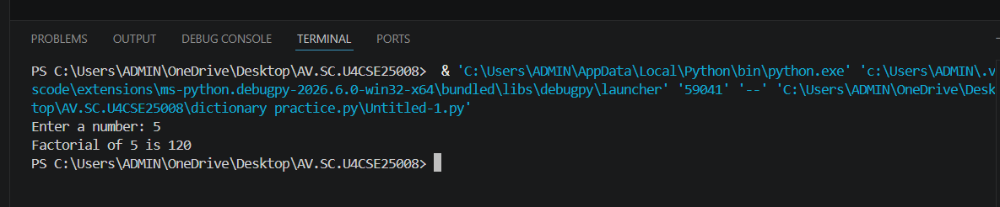 PROBLEMS OUTPUT DEBUG CONSOLE TERMINAL PORTS
PS C:\Users\ADMIN\OneDrive\Desktop\AV.SC.U4CSE25008>  & 'C:\Users\ADMIN\AppData\Local\Python\bin\python.exe' 'c:\Users\ADMIN\.v
scode\extensions\ms-python.debugpy-2026.6.0-win32-x64\bundled\libs\debugpy\launcher' '59041' '--' 'C:\Users\ADMIN\OneDrive\Desk
top\AV.SC.U4CSE25008\dictionary practice.py\Untitled-1.py'
Enter a number: 5
Factorial of 5 is 120
PS C:\Users\ADMIN\OneDrive\Desktop\AV.SC.U4CSE25008>